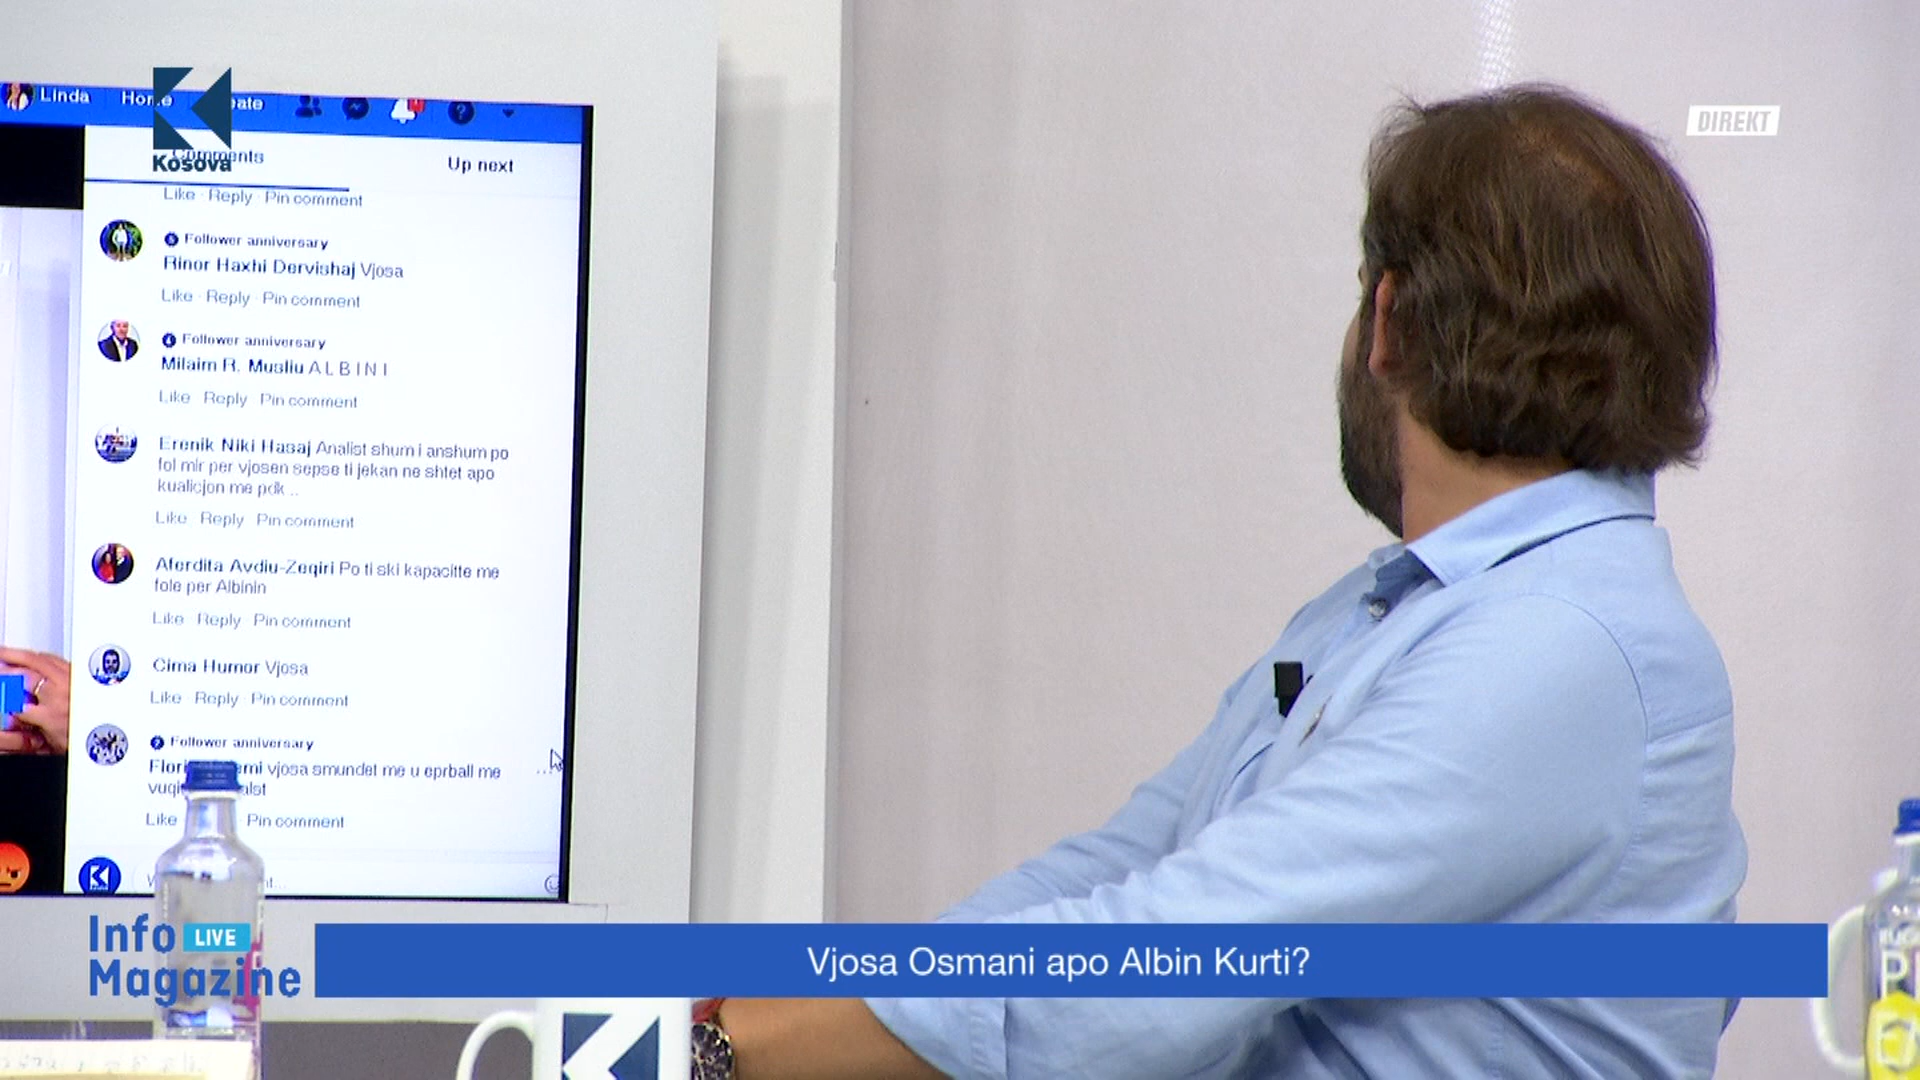 Linda Home
Kosova
Comments Up next
DIREKT
Like · Reply · Pin comment
Follower anniversary
Rinor Haxhi Dervishaj Vjosa
Like · Reply · Pin comment
Follower anniversary
Milaim R. Musliu A L B I N I
Like Reply Pin comment
Erenik Niki Hasaj Analist shum i anshum po
fol mir per vjosen sepse ti jekan ne shtet apo
kualicjon me pdk ..
Like Reply Pin comment
Aferdita Avdiu-Zeqiri Po ti ski kapacitte me
fole per Albinin
Like Reply Pin comment
Cima Humor Vjosa
Like · Reply · Pin comment
Follower anniversary
vjosa smundet me u eprball me
Like Pin comment
Info LIVE
Magazine
Vjosa Osmani apo Albin Kurti?